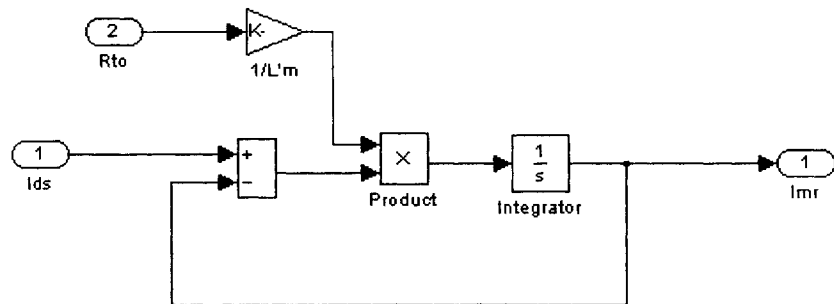 2
Rto
K-
1/L'm
1
Ids
+
−
×
Product
1
s
Integrator
1
Imr